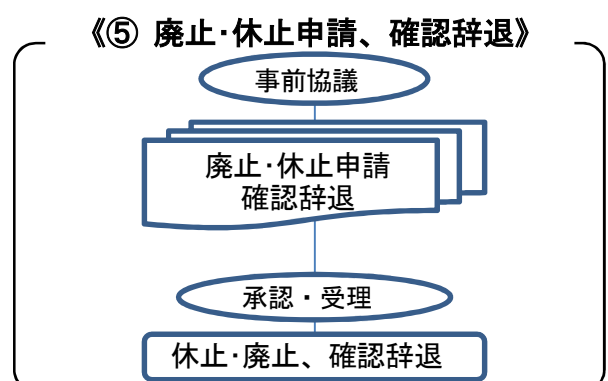 《⑤ 廃止･休止申請、確認辞退》
事前協議
廃止･休止申請
確認辞退
承認・受理
休止･廃止、確認辞退